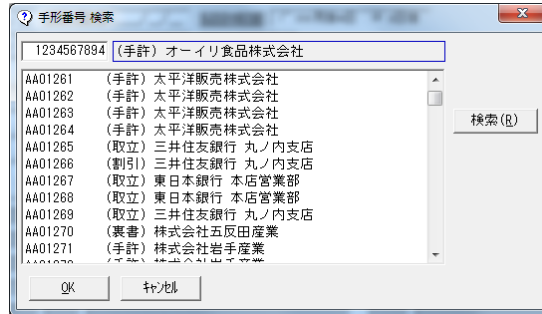 手形番号 検索
1234567894 (手許) オーイリ食品株式会社
AA01261 (手許) 太平洋販売株式会社
AA01262 (手許) 太平洋販売株式会社
AA01263 (手許) 太平洋販売株式会社
AA01264 (手許) 太平洋販売株式会社
AA01265 (取立) 三井住友銀行 丸ノ内支店
AA01266 (割引) 三井住友銀行 丸ノ内支店
AA01267 (取立) 東日本銀行 本店営業部
AA01268 (取立) 東日本銀行 本店営業部
AA01269 (取立) 三井住友銀行 丸ノ内支店
AA01270 (裏書) 株式会社五反田産業
AA01271 (手許) 株式会社岩手産業
検索(R)
OK キャンセル